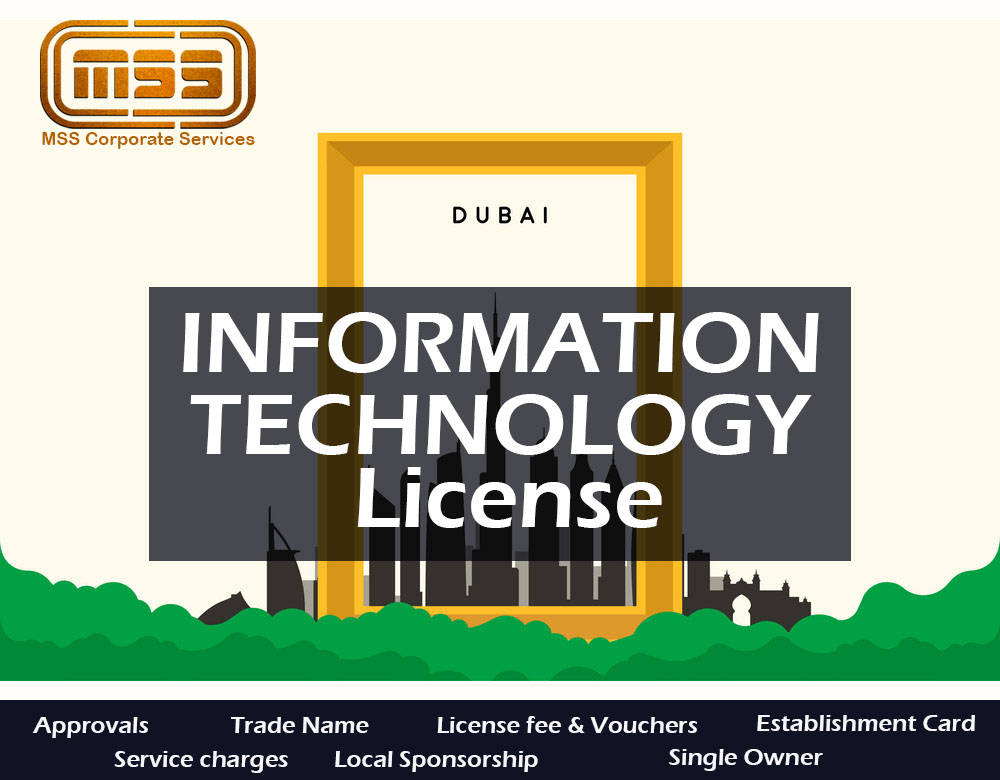 MSS
MSS Corporate Services
DUBAI
INFORMATION
TECHNOLOGY
License
Approvals Trade Name License fee & Vouchers Establishment Card
Service charges Local Sponsorship Single Owner